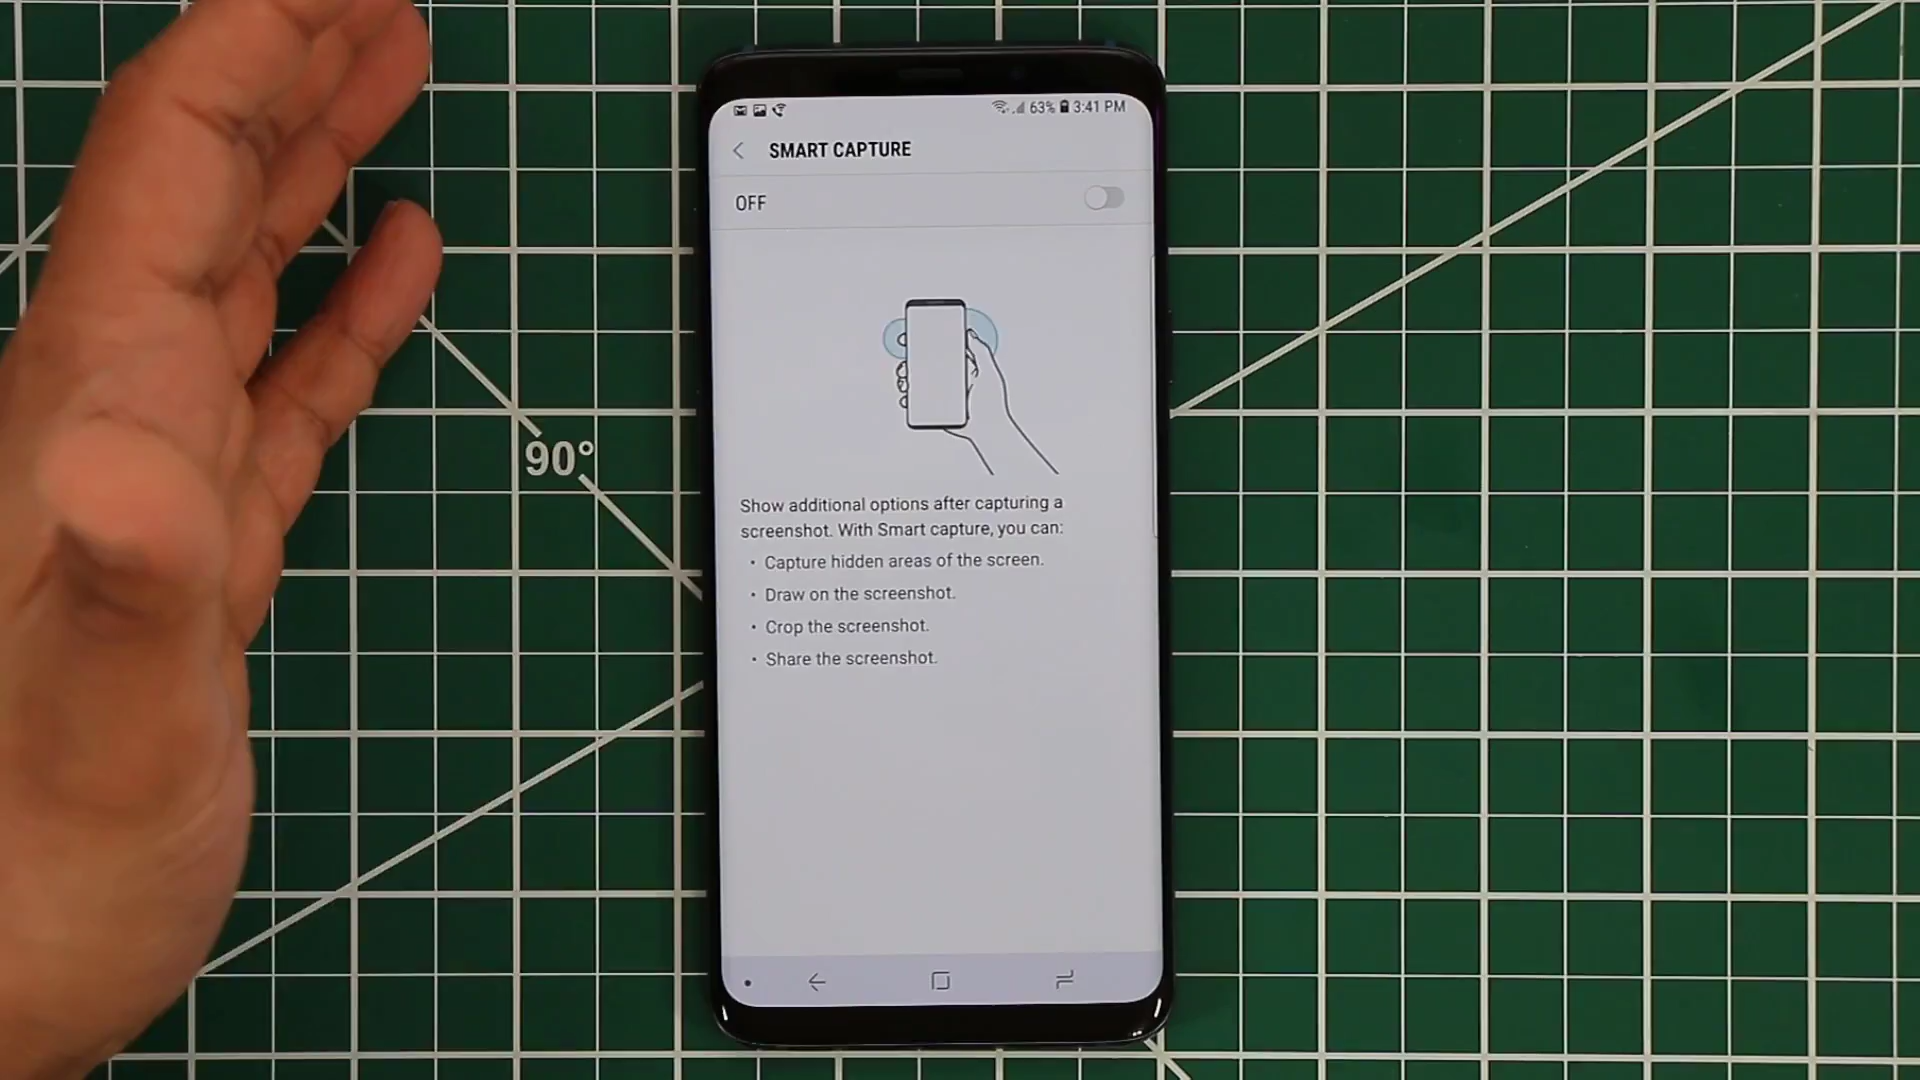 63% 3:41 PM
SMART CAPTURE
OFF
90°
Show additional options after capturing a
screenshot. With Smart capture, you can:
• Capture hidden areas of the screen.
• Draw on the screenshot.
• Crop the screenshot.
• Share the screenshot.